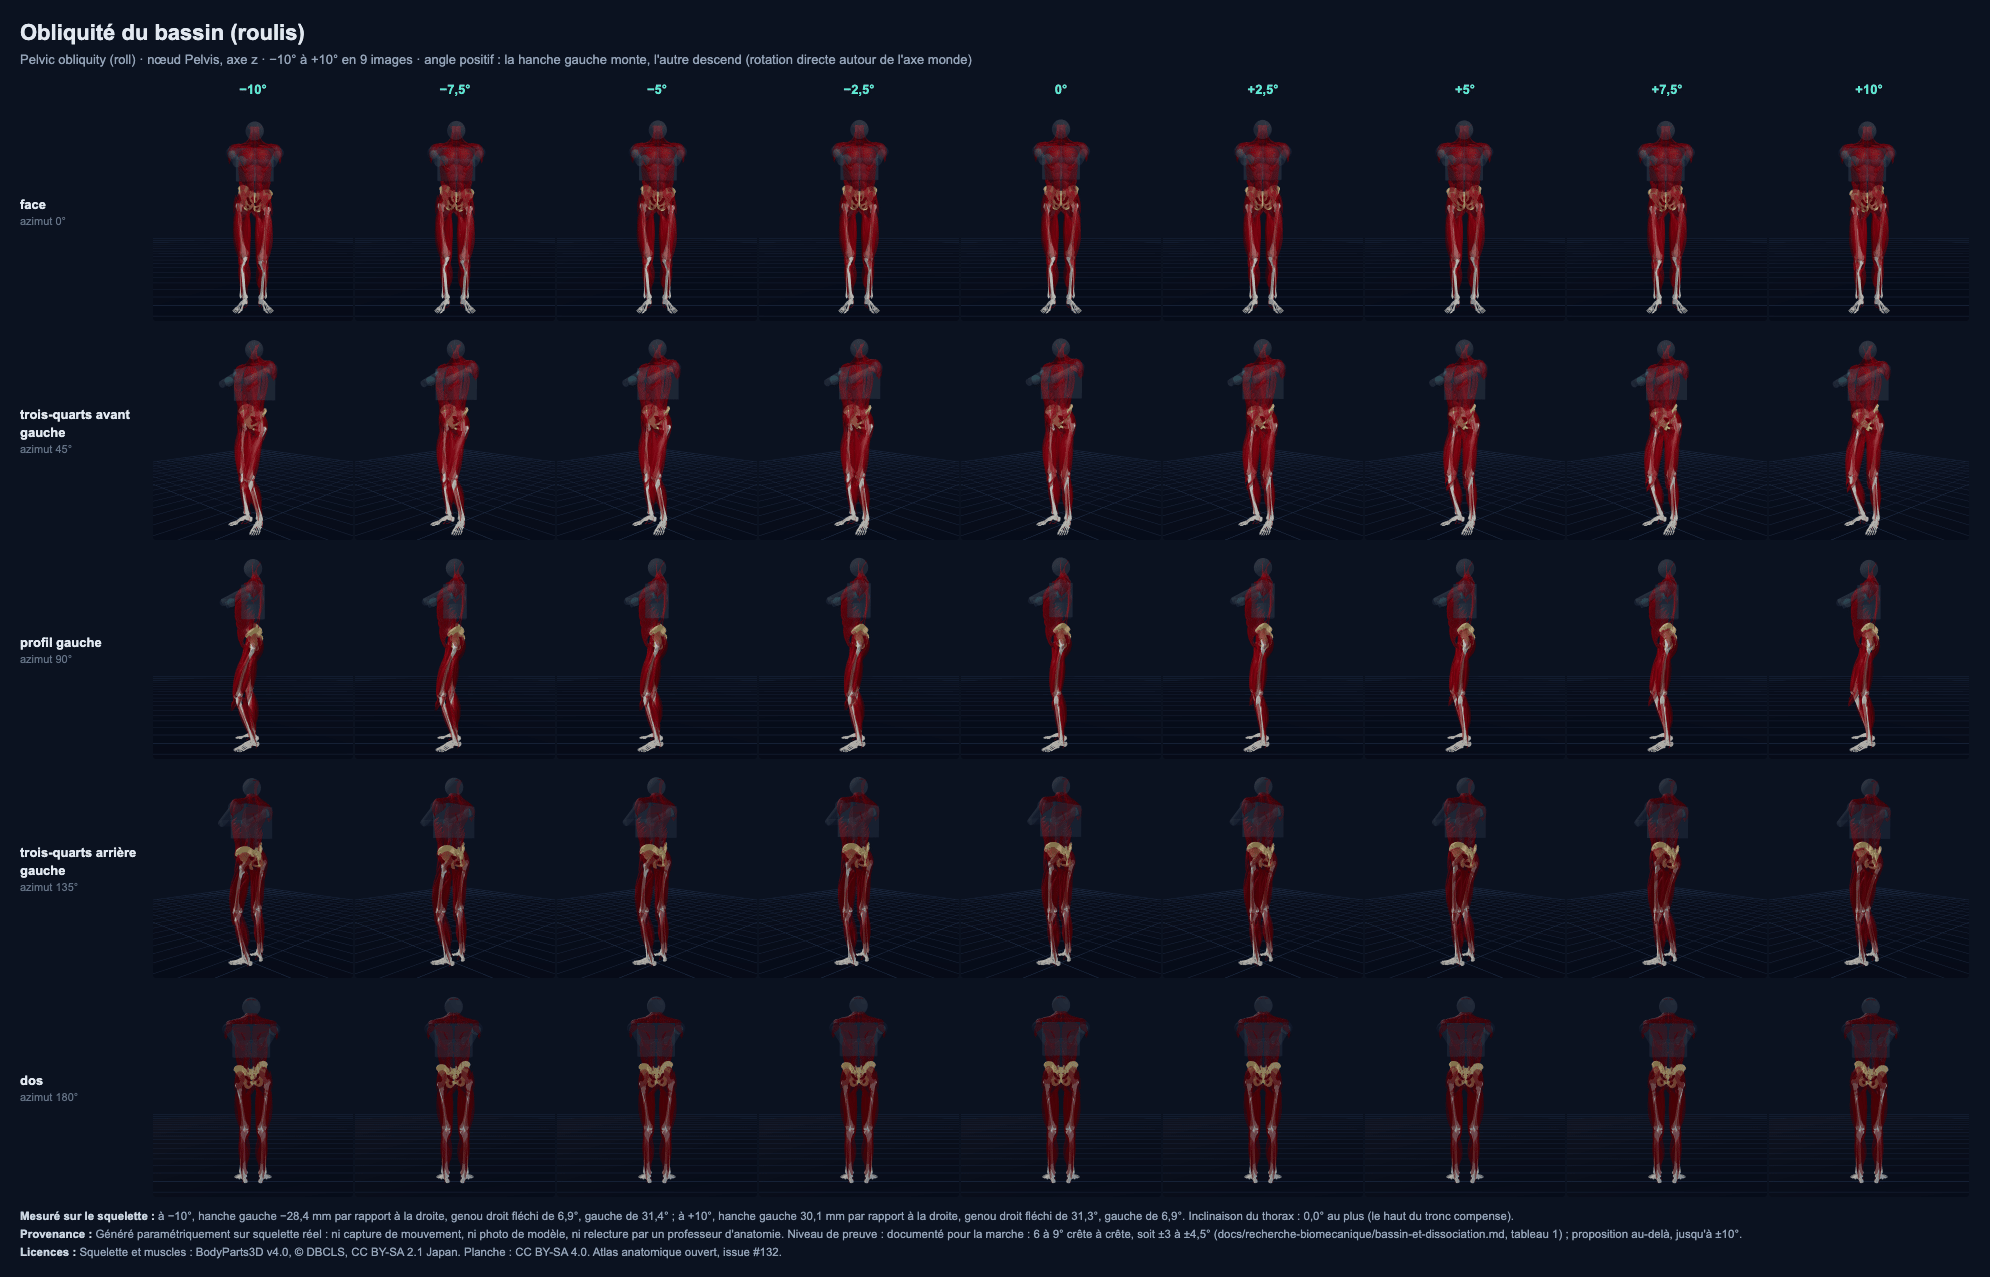 Obliquité du bassin (roulis)
Pelvic obliquity (roll) · nœud Pelvis, axe z · −10° à +10° en 9 images · angle positif : la hanche gauche monte, l'autre descend (rotation directe autour de l'axe monde)
−10° −7,5° −5° −2,5° 0° +2,5° +5° +7,5° +10°
face
azimut 0°
trois-quarts avant
gauche
azimut 45°
profil gauche
azimut 90°
trois-quarts arrière
gauche
azimut 135°
dos
azimut 180°
Mesuré sur le squelette : à −10°, hanche gauche −28,4 mm par rapport à la droite, genou droit fléchi de 6,9°, gauche de 31,4° ; à +10°, hanche gauche 30,1 mm par rapport à la droite, genou droit fléchi de 31,3°, gauche de 6,9°. Inclinaison du thorax : 0,0° au plus (le haut du tronc compense).
Provenance : Généré paramétriquement sur squelette réel : ni capture de mouvement, ni photo de modèle, ni relecture par un professeur d'anatomie. Niveau de preuve : documenté pour la marche : 6 à 9° crête à crête, soit ±3 à ±4,5° (docs/recherche-biomecanique/bassin-et-dissociation.md, tableau 1) ; proposition au-delà, jusqu'à ±10°.
Licences : Squelette et muscles : BodyParts3D v4.0, © DBCLS, CC BY-SA 2.1 Japan. Planche : CC BY-SA 4.0. Atlas anatomique ouvert, issue #132.